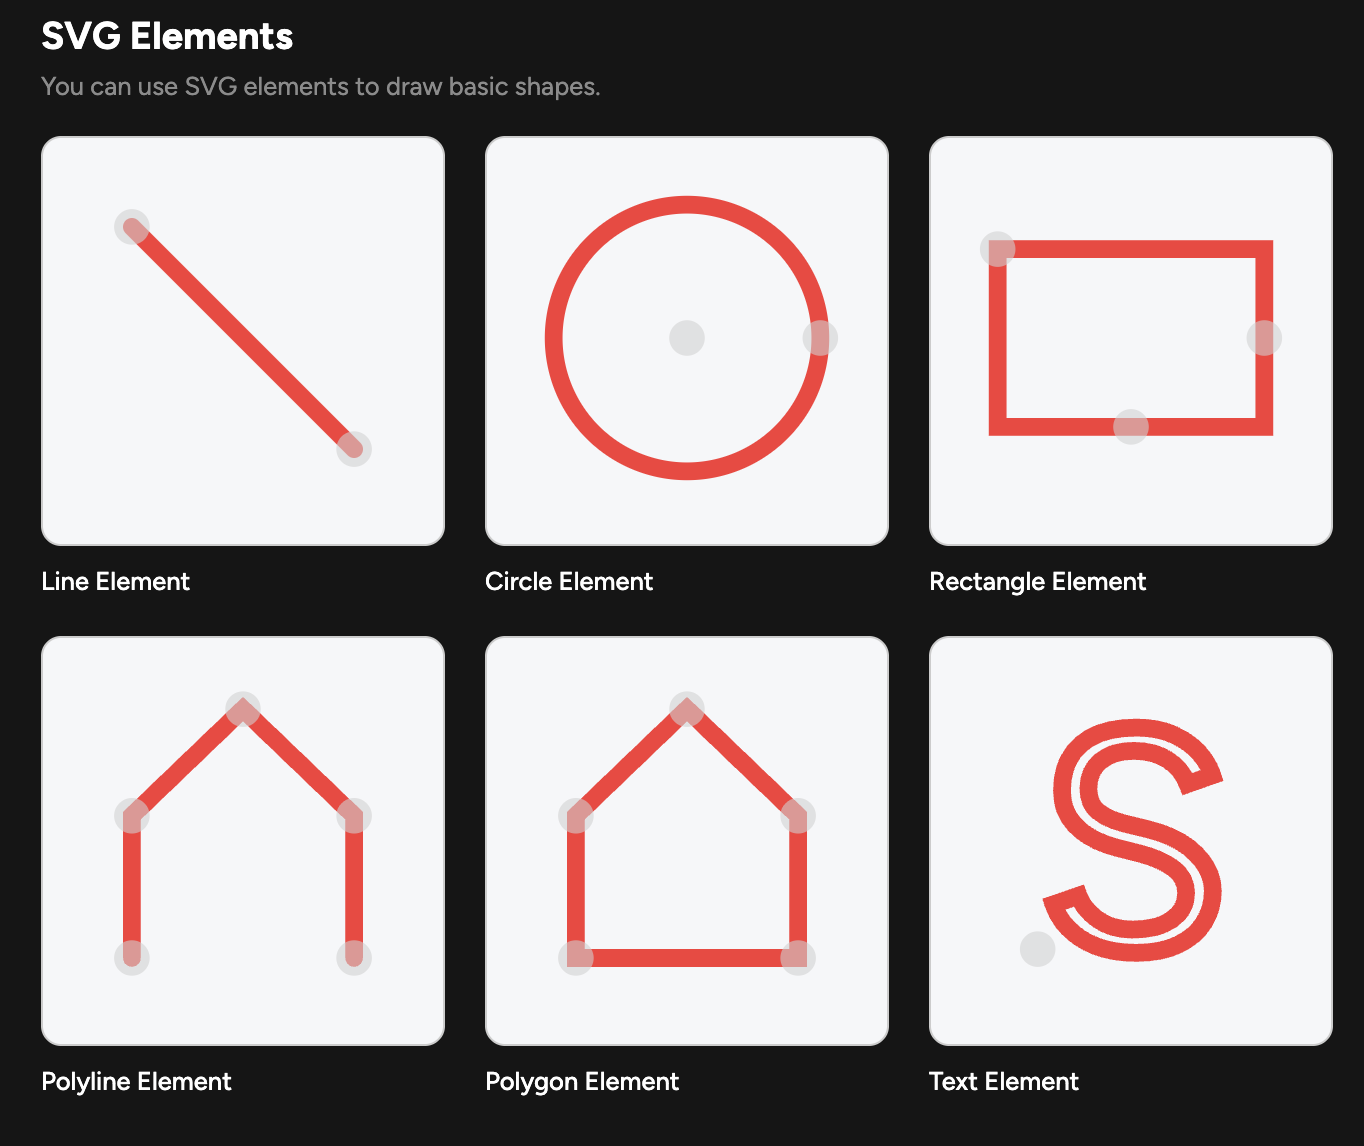 SVG Elements
You can use SVG elements to draw basic shapes.
Line Element
Circle Element
Rectangle Element
S
Polyline Element
Polygon Element
Text Element